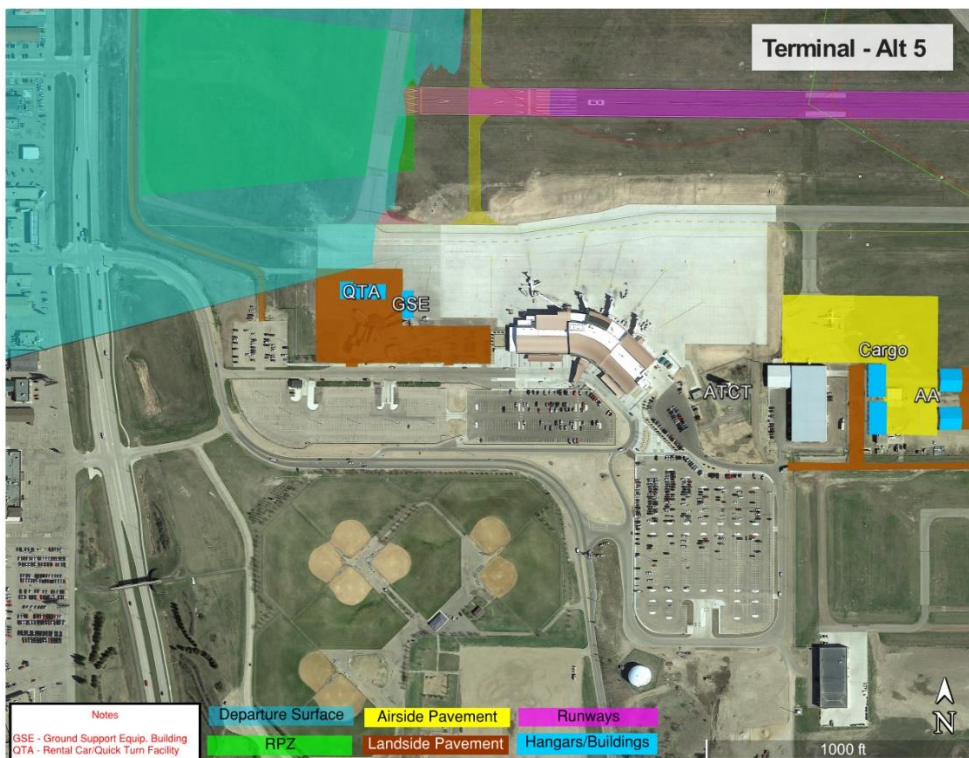 Terminal - Alt 5
QTA
GSE
Cargo
ATCT
AA
Notes
GSE - Ground Support Equip. Building
QTA - Rental Car/Quick Turn Facility
Departure Surface
Airside Pavement
Runways
RPZ
Landside Pavement
Hangars/Buildings
N
1000 ft